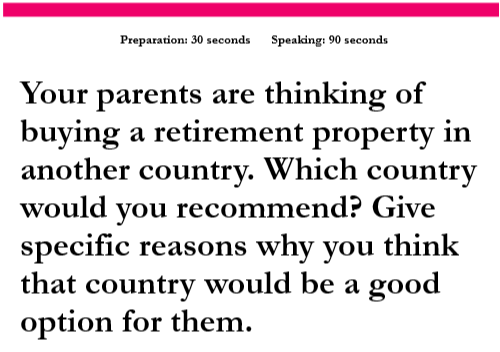 Preparation: 30 seconds Speaking: 90 seconds
Your parents are thinking of
buying a retirement property in
another country. Which country
would you recommend? Give
specific reasons why you think
that country would be a good
option for them.